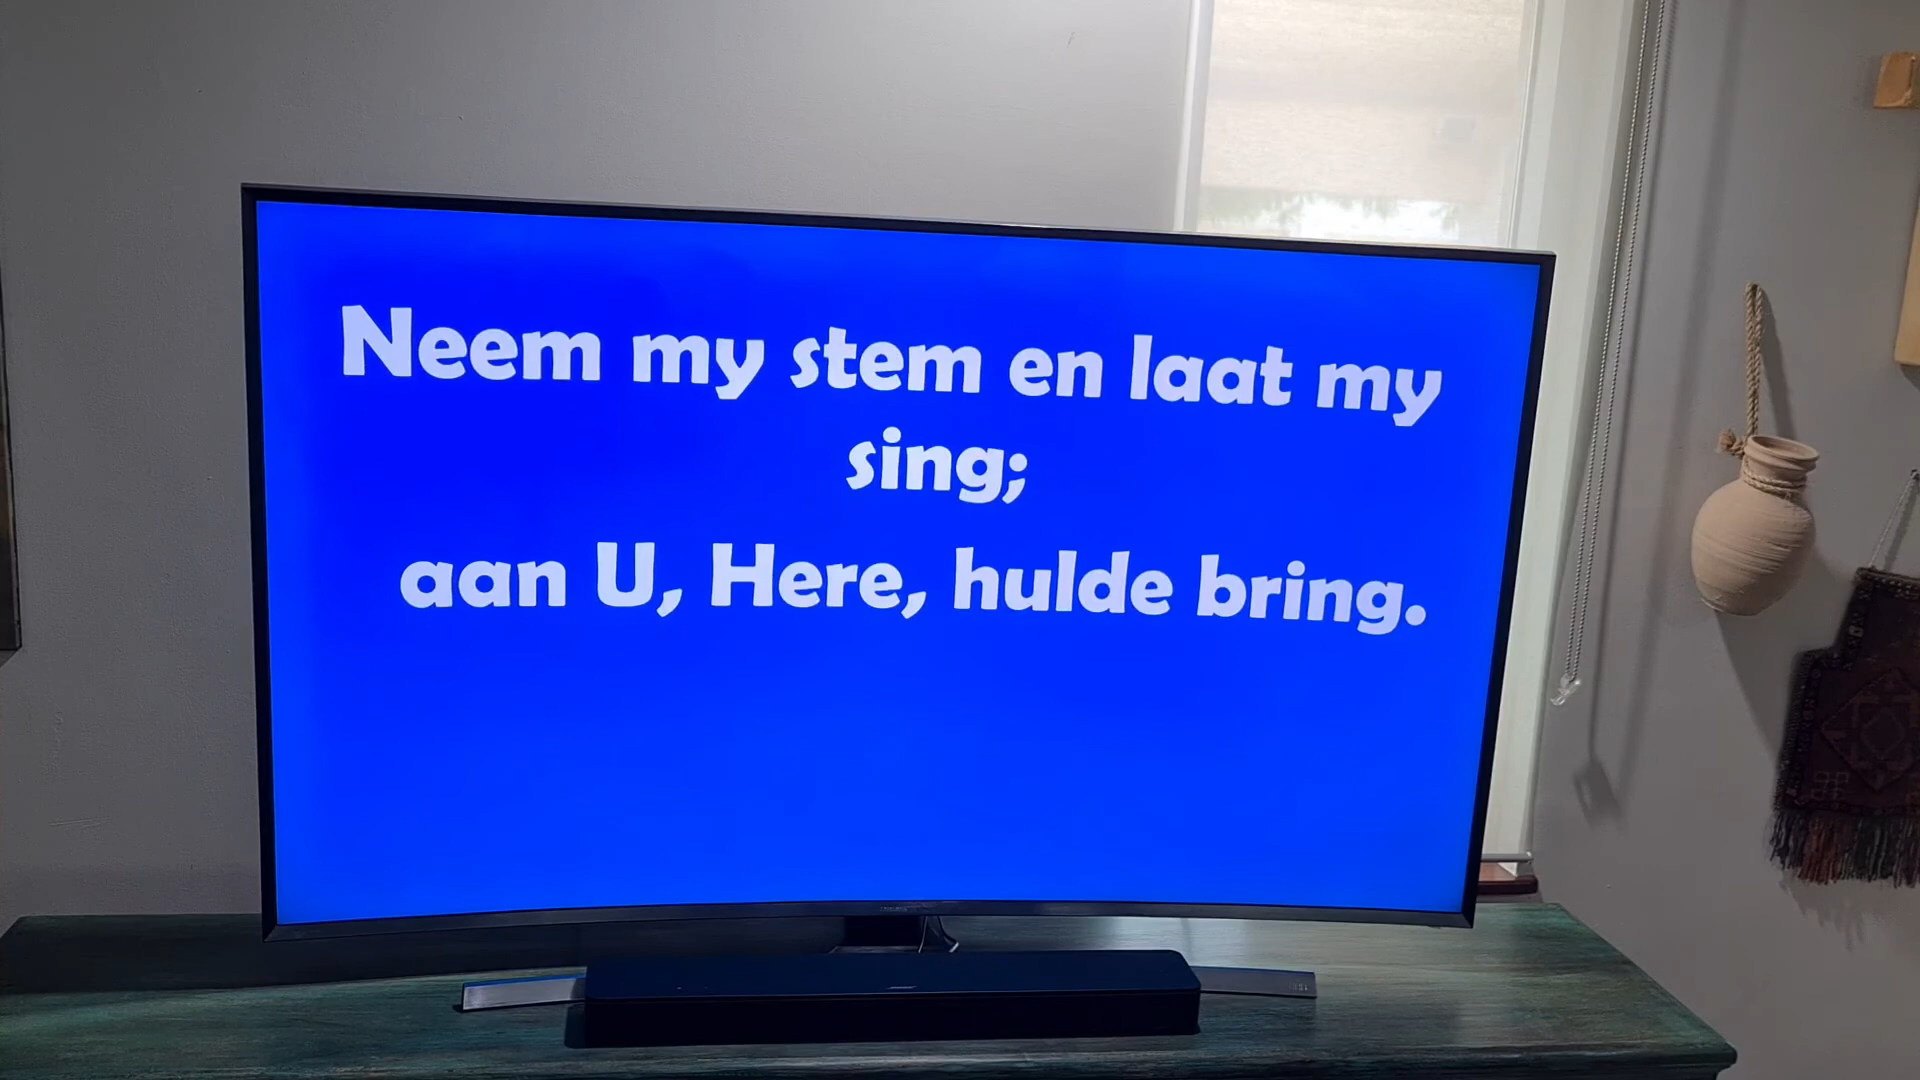 Neem my stem en laat my
sing;
aan U, Here, hulde bring.